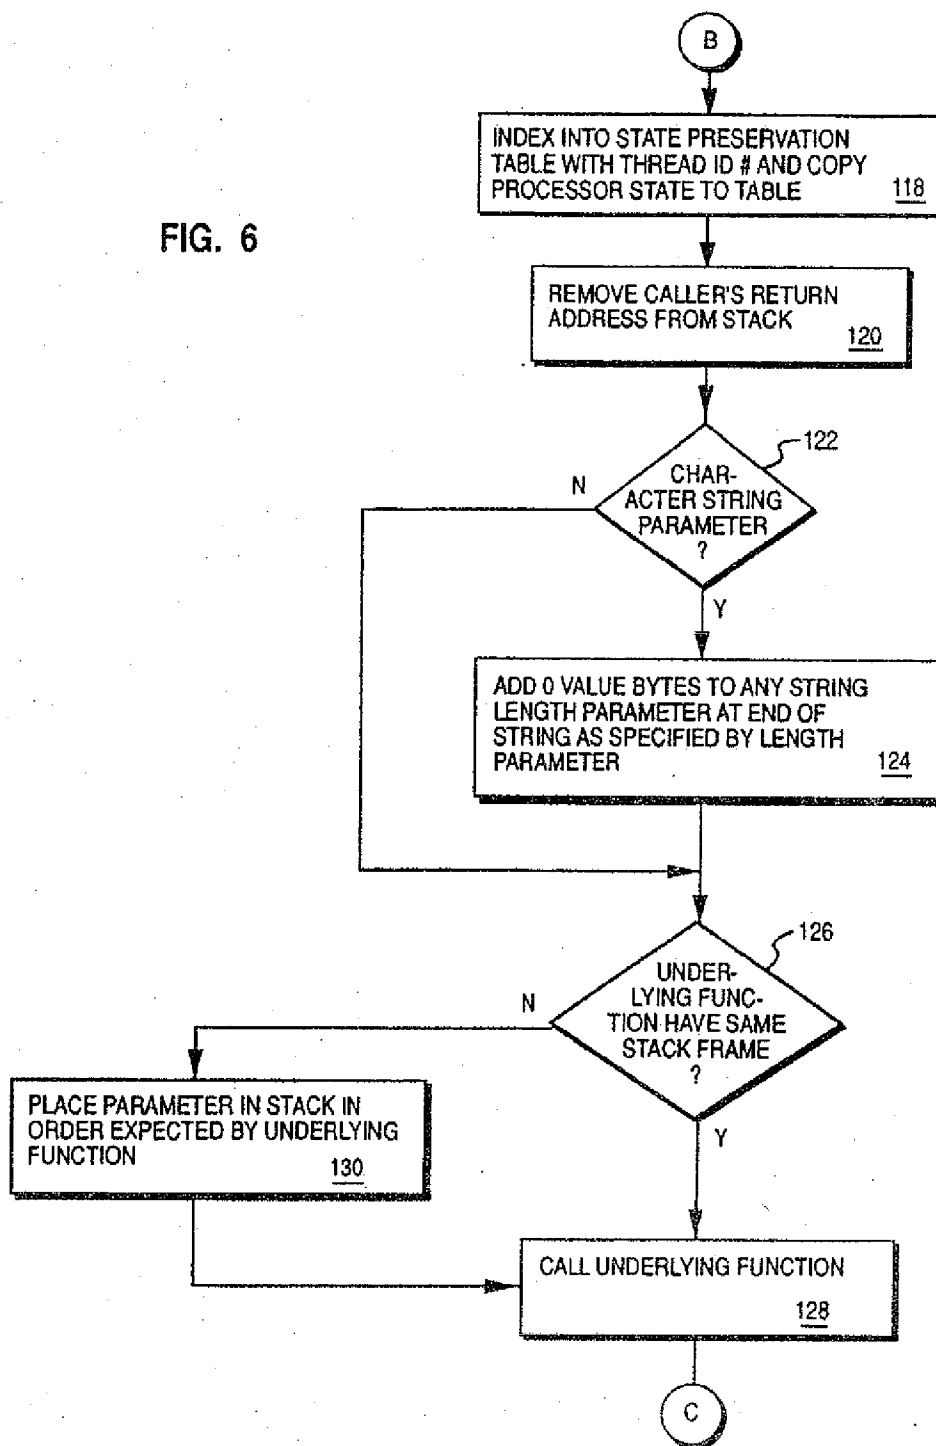 B
INDEX INTO STATE PRESERVATION
TABLE WITH THREAD ID # AND COPY
PROCESSOR STATE TO TABLE
118
FIG. 6
REMOVE CALLER'S RETURN
ADDRESS FROM STACK
120
122
N
CHAR-
ACTER STRING
PARAMETER
?
Y
ADD 0 VALUE BYTES TO ANY STRING
LENGTH PARAMETER AT END OF
STRING AS SPECIFIED BY LENGTH
PARAMETER
124
126
N
UNDER-
LYING FUNC-
TION HAVE SAME
STACK FRAME
?
Y
PLACE PARAMETER IN STACK IN
ORDER EXPECTED BY UNDERLYING
FUNCTION
130
CALL UNDERLYING FUNCTION
128
C